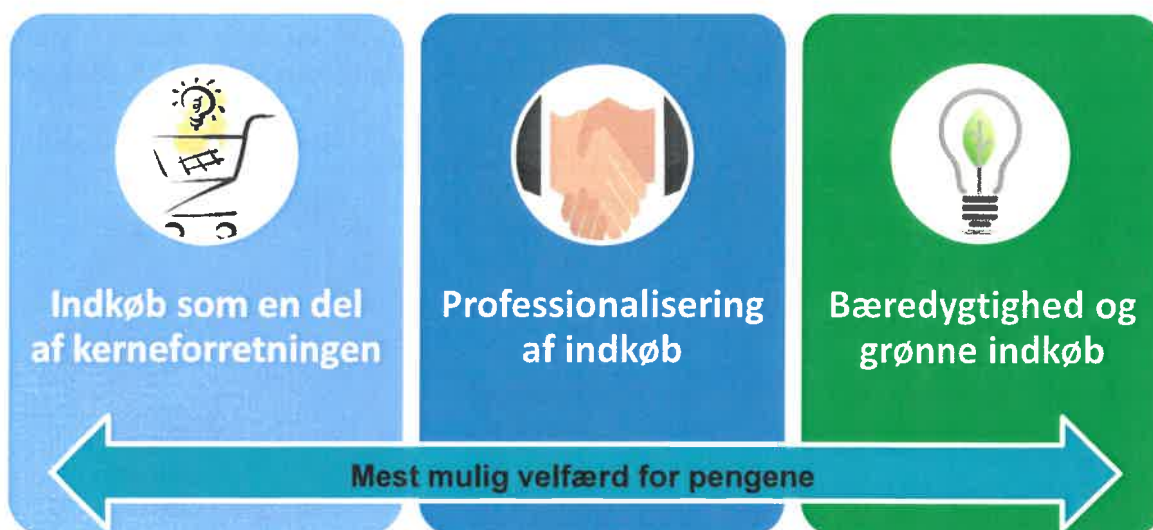 Indkøb som en del
af kerneforretningen
Professionalisering
af indkøb
Bæredygtighed og
grønne indkøb
Mest mulig velfærd for pengene